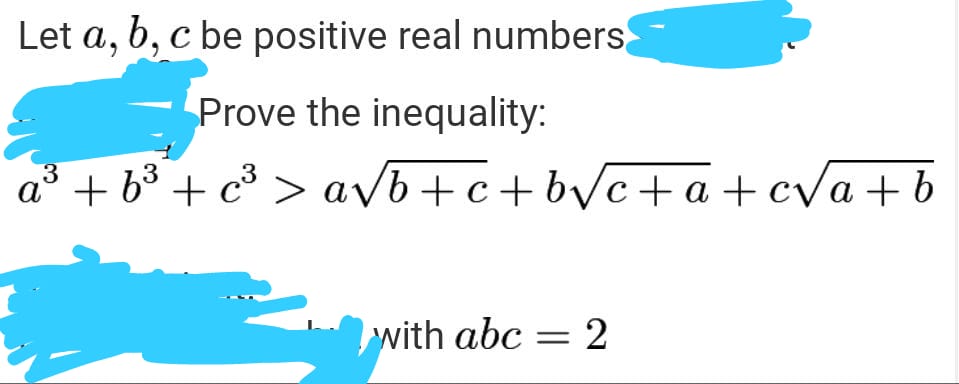 Let a, b, c be positive real numbers
Prove the inequality:
a³ + b³ + c³ > a√(b + c) + b√(c + a) + c√(a + b)
with abc = 2